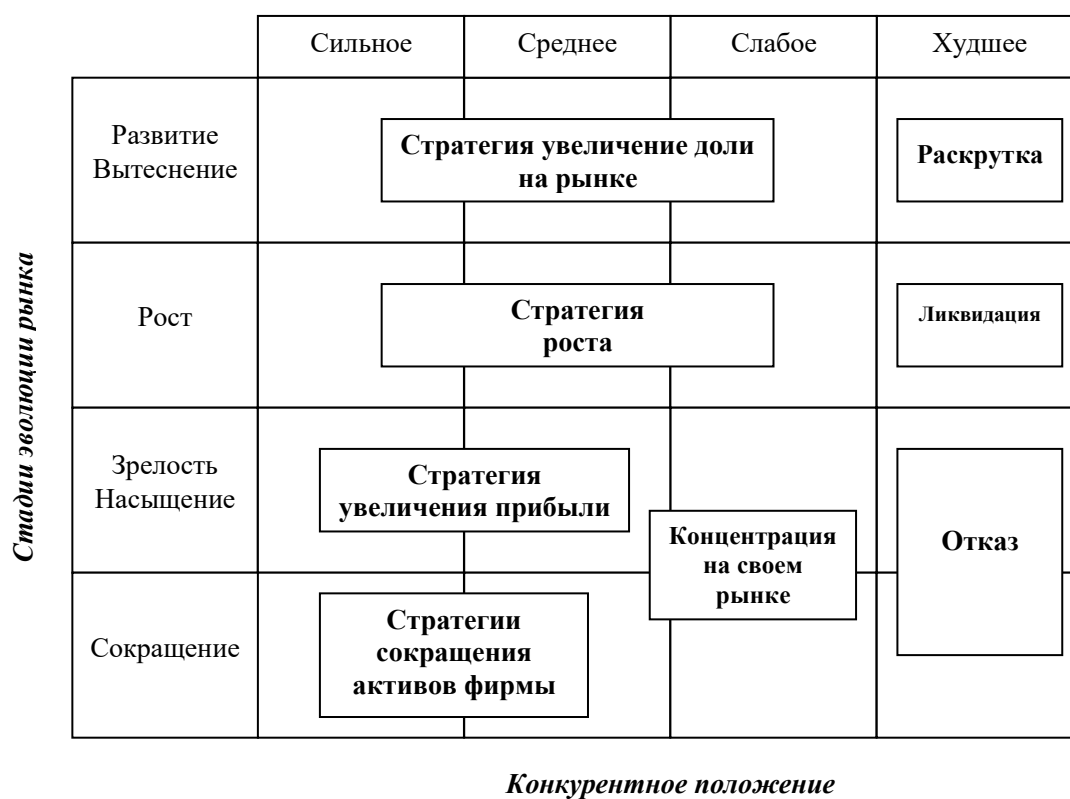 Сильное
Среднее
Слабое
Худшее
Развитие
Вытеснение
Стратегия увеличение доли
на рынке
Раскрутка
Рост
Стратегия
роста
Ликвидация
Зрелость
Насыщение
Стратегия
увеличения прибыли
Концентрация
на своем
рынке
Отказ
Сокращение
Стратегии
сокращения
активов фирмы
Стадии эволюции рынка
Конкурентное положение